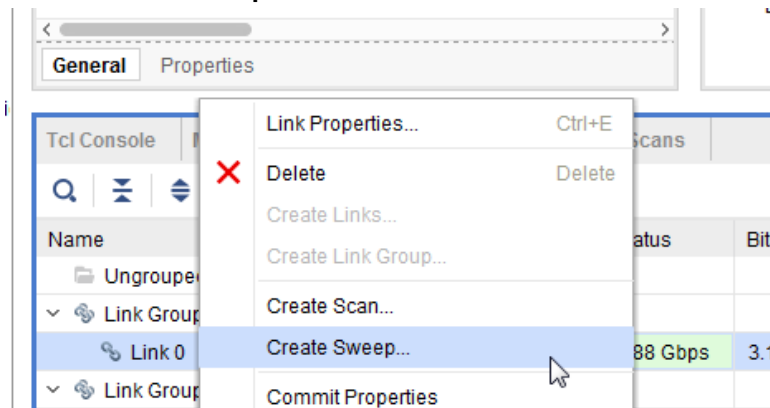 General Properties
Link Properties... Ctrl+E
Tcl Console Scans
Delete Delete
Create Links...
Name atus Bit
Create Link Group...
Ungroupe
Create Scan...
Link Group
Create Sweep...
Link 0 88 Gbps 3.1
Link Group
Commit Properties